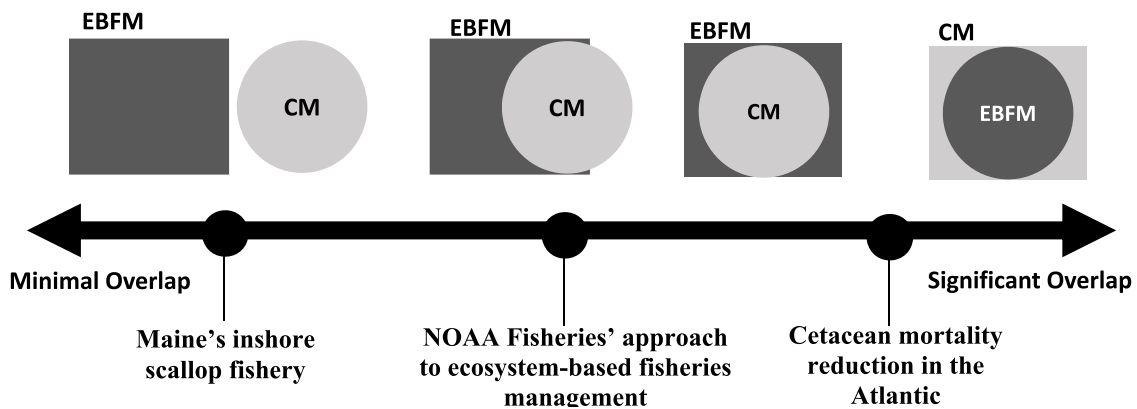 EBFM
EBFM
EBFM
CM
CM
CM
CM
EBFM
Minimal Overlap
Significant Overlap
Maine’s inshore
scallop fishery
NOAA Fisheries’ approach
to ecosystem-based fisheries
management
Cetacean mortality
reduction in the
Atlantic